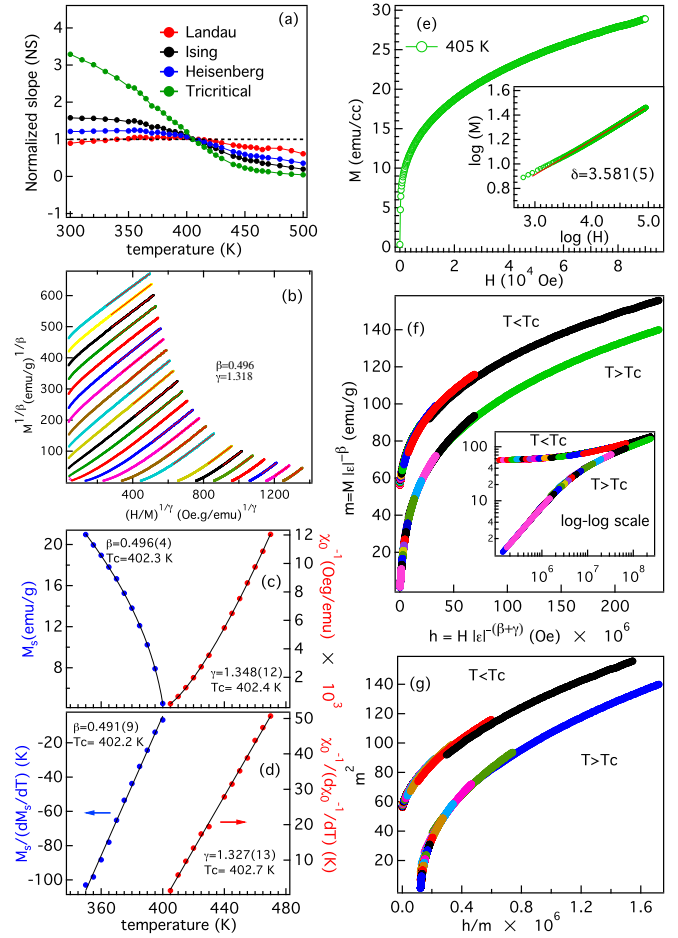 (a)
Landau
Ising
Heisenberg
Tricritical
Normalized slope (NS)
3
2
1
0
-1
300
350
400
450
500
temperature (K)
(b)
β=0.496
γ=1.318
M^1/β (emu/g)^1/β
600
500
400
300
200
100
0
0
400
800
1200
(H/M)^1/γ (Oe.g/emu)^1/γ
(c)
β=0.496(4)
Tc=402.3 K
γ=1.348(12)
Tc= 402.4 K
M_s(emu/g)
20
16
12
8
12
10
8
6
4
2
χ_0^-1 (Oeg/emu) × 10^3
(d)
β=0.491(9)
Tc= 402.2 K
γ=1.327(13)
Tc= 402.7 K
M_s/(dM_s/dT) (K)
-20
-40
-60
-80
-100
50
40
30
20
10
χ_0^-1/(dχ_0^-1/dT) (K)
360
400
440
480
temperature (K)
(e)
405 K
M (emu/cc)
30
25
20
15
10
5
0
0
2
4
6
8
H (10^4 Oe)
log (M)
1.6
1.4
1.2
1.0
0.8
δ=3.581(5)
3.0
4.0
5.0
log (H)
(f)
T<Tc
T>Tc
m=M |ε|^-β (emu/g)
140
120
100
80
60
40
20
0
0
50
100
150
200
h = H |ε|^-(β+γ) (Oe) × 10^6
T<Tc
T>Tc
log-log scale
100
10
2
10^6
10^7
10^8
(g)
T<Tc
T>Tc
m^2
140
120
100
80
60
40
20
0.0
0.4
0.8
1.2
1.6
h/m × 10^6